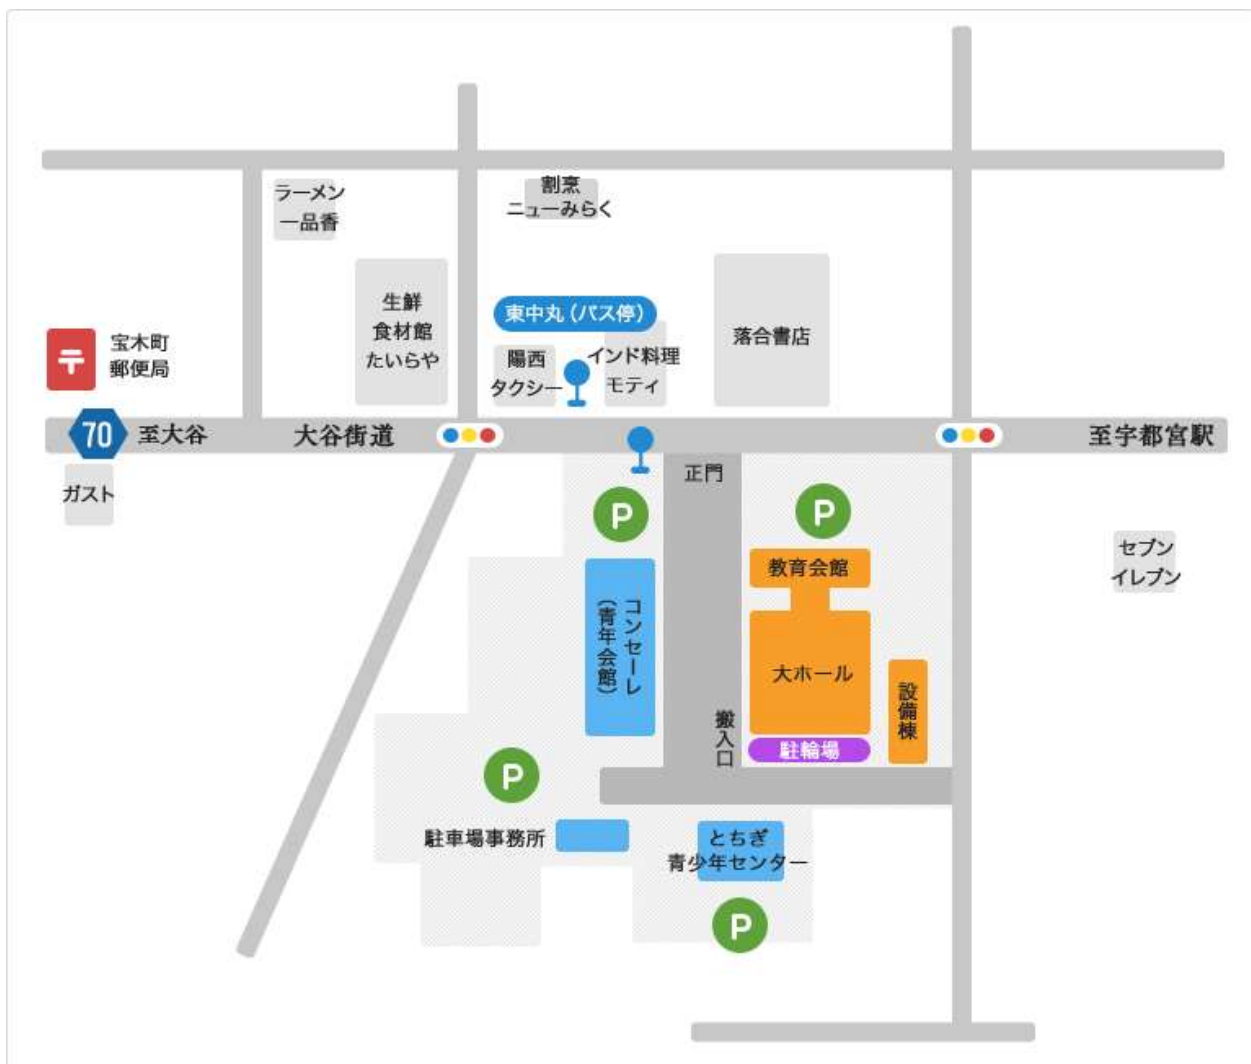 ラーメン
一品香
割烹
ニューみらく
生鮮
食材館
たいらや
東中丸（バス停）
陽西
タクシー
インド料理
モティ
落合書店
宝木町
郵便局
70
至大谷
大谷街道
至宇都宮駅
ガスト
正門
P
P
セブン
イレブン
教育会館
コンセーレ
（青年会館）
大ホール
設備棟
搬入口
駐輪場
P
駐車場事務所
とちぎ
青少年センター
P